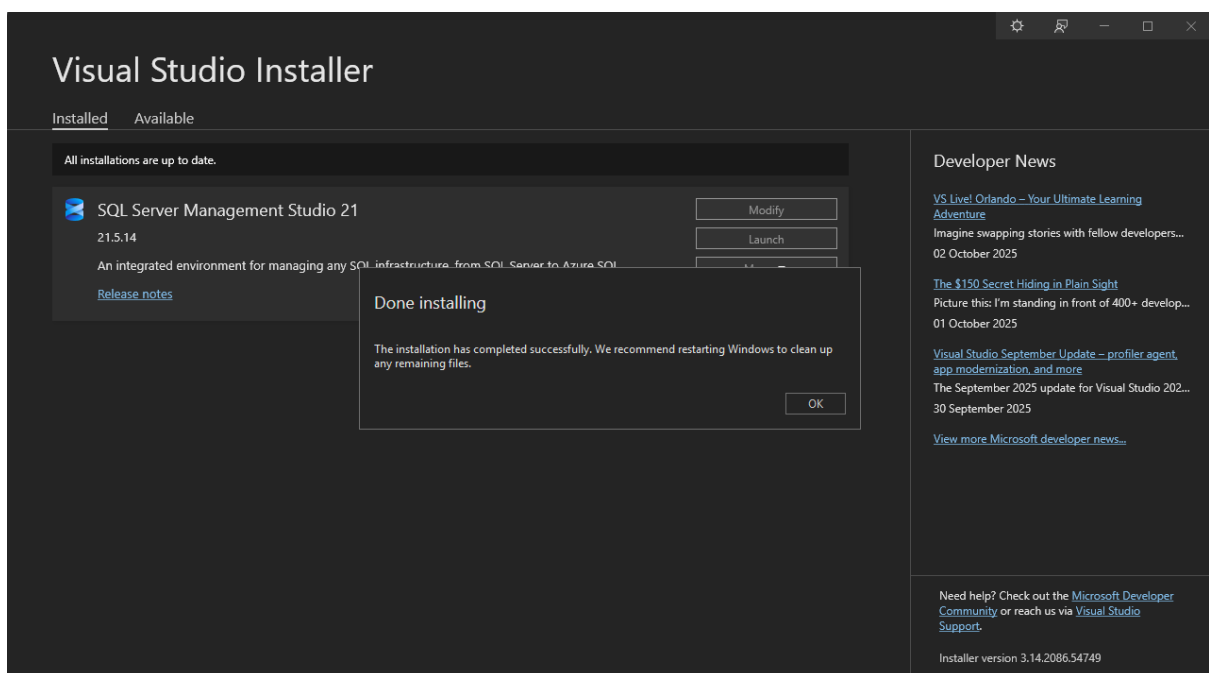 Visual Studio Installer
Installed Available
All installations are up to date.
SQL Server Management Studio 21
21.5.14
An integrated environment for managing any SQL infrastructure, from SQL Server to Azure SQL
Release notes
Modify
Launch
Done installing
The installation has completed successfully. We recommend restarting Windows to clean up
any remaining files.
OK
Developer News
VS Live! Orlando – Your Ultimate Learning
Adventure
Imagine swapping stories with fellow developers...
02 October 2025
The $150 Secret Hiding in Plain Sight
Picture this: I'm standing in front of 400+ develop...
01 October 2025
Visual Studio September Update – profiler agent,
app modernization, and more
The September 2025 update for Visual Studio 202...
30 September 2025
View more Microsoft developer news...
Need help? Check out the Microsoft Developer
Community or reach us via Visual Studio
Support.
Installer version 3.14.2086.54749